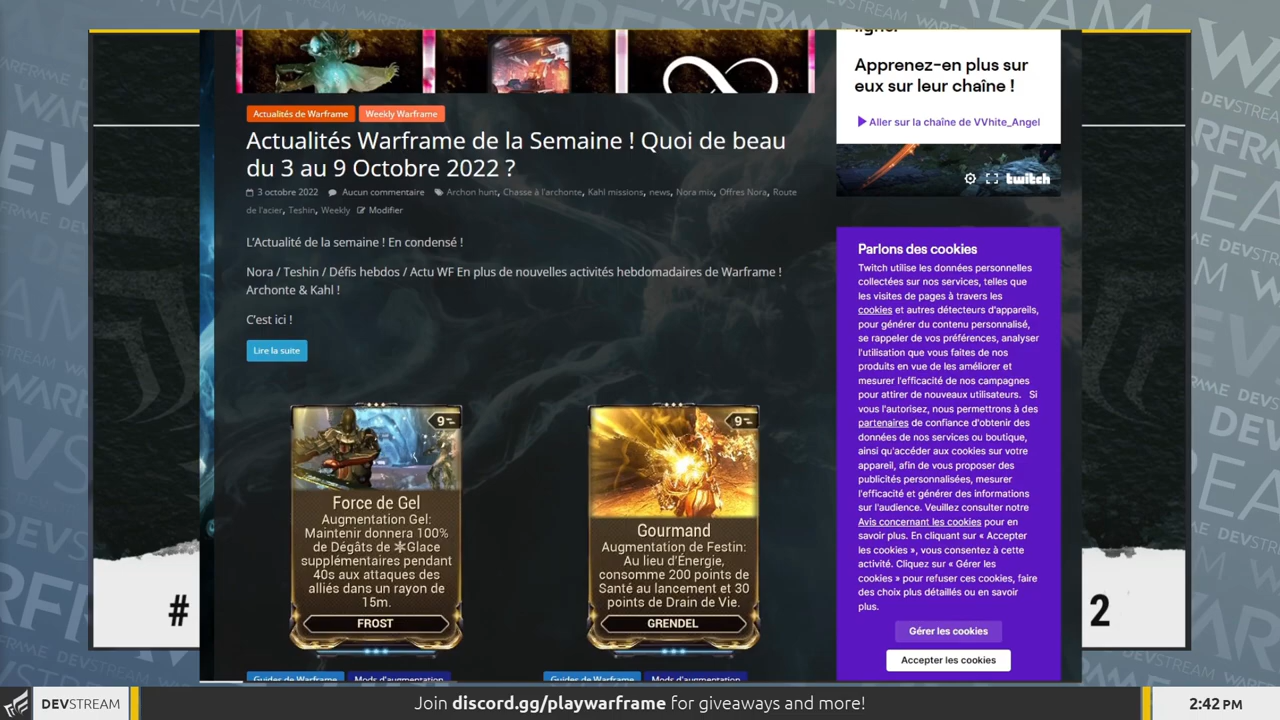 Actualités de Warframe Weekly Warframe
Actualités Warframe de la Semaine ! Quoi de beau
du 3 au 9 Octobre 2022 ?
3 octobre 2022 Aucun commentaire Archon hunt, Chasse à l'archonte, Kahl missions, news, Nora mix, Offres Nora, Route
de l'acier, Teshin, Weekly Modifier
L'Actualité de la semaine ! En condensé !
Nora / Teshin / Défis hebdos / Actu WF En plus de nouvelles activités hebdomadaires de Warframe !
Archonte & Kahl !
C'est ici !
Lire la suite
9
Force de Gel
Augmentation Gel:
Maintenir donnera 100%
de Dégâts de Glace
supplémentaires pendant
40s aux attaques des
alliés dans un rayon de
15m.
FROST
9
Gourmand
Augmentation de Festin:
Au lieu d'Énergie,
consomme 200 points de
Santé au lancement et 30
points de Drain de Vie.
GRENDEL
Guides de Warframe Mods d'augmentation
Guides de Warframe Mods d'augmentation
Apprenez-en plus sur
eux sur leur chaîne !
Aller sur la chaîne de VVhite_Angel
twitch
Parlons des cookies
Twitch utilise les données personnelles
collectées sur nos services, telles que
les visites de pages à travers les
cookies et autres détecteurs d'appareils,
pour générer du contenu personnalisé,
se rappeler de vos préférences, analyser
l'utilisation que vous faites de nos
produits en vue de les améliorer et
mesurer l'efficacité de nos campagnes
pour attirer de nouveaux utilisateurs. Si
vous l'autorisez, nous permettrons à des
partenaires de confiance d'obtenir des
données de nos services ou boutique,
ainsi qu'accéder aux cookies sur votre
appareil, afin de vous proposer des
publicités personnalisées, mesurer
l'efficacité et générer des informations
sur l'audience. Veuillez consulter notre
Avis concernant les cookies pour en
savoir plus. En cliquant sur « Accepter
les cookies », vous consentez à cette
activité. Cliquez sur « Gérer les
cookies » pour refuser ces cookies, faire
des choix plus détaillés ou en savoir
plus.
Gérer les cookies
Accepter les cookies
#
2
DEVSTREAM
Join discord.gg/playwarframe for giveaways and more!
2:42 PM